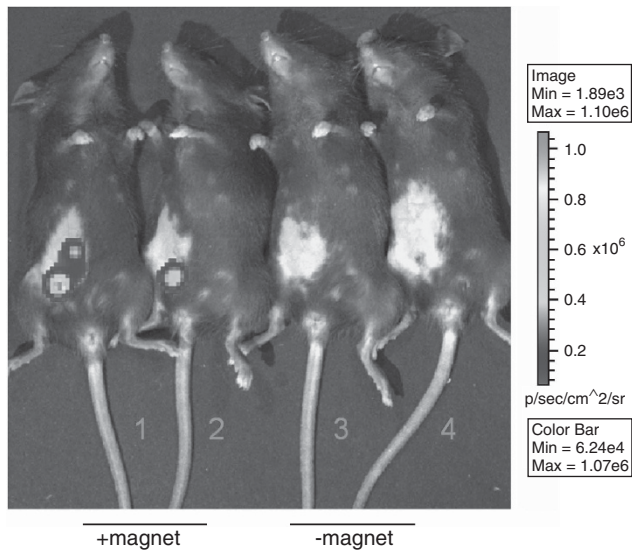 Image
Min = 1.89e3
Max = 1.10e6
1.0
0.8
0.6 x10^6
0.4
0.2
p/sec/cm^2/sr
Color Bar
Min = 6.24e4
Max = 1.07e6
1 2 3 4
+magnet -magnet